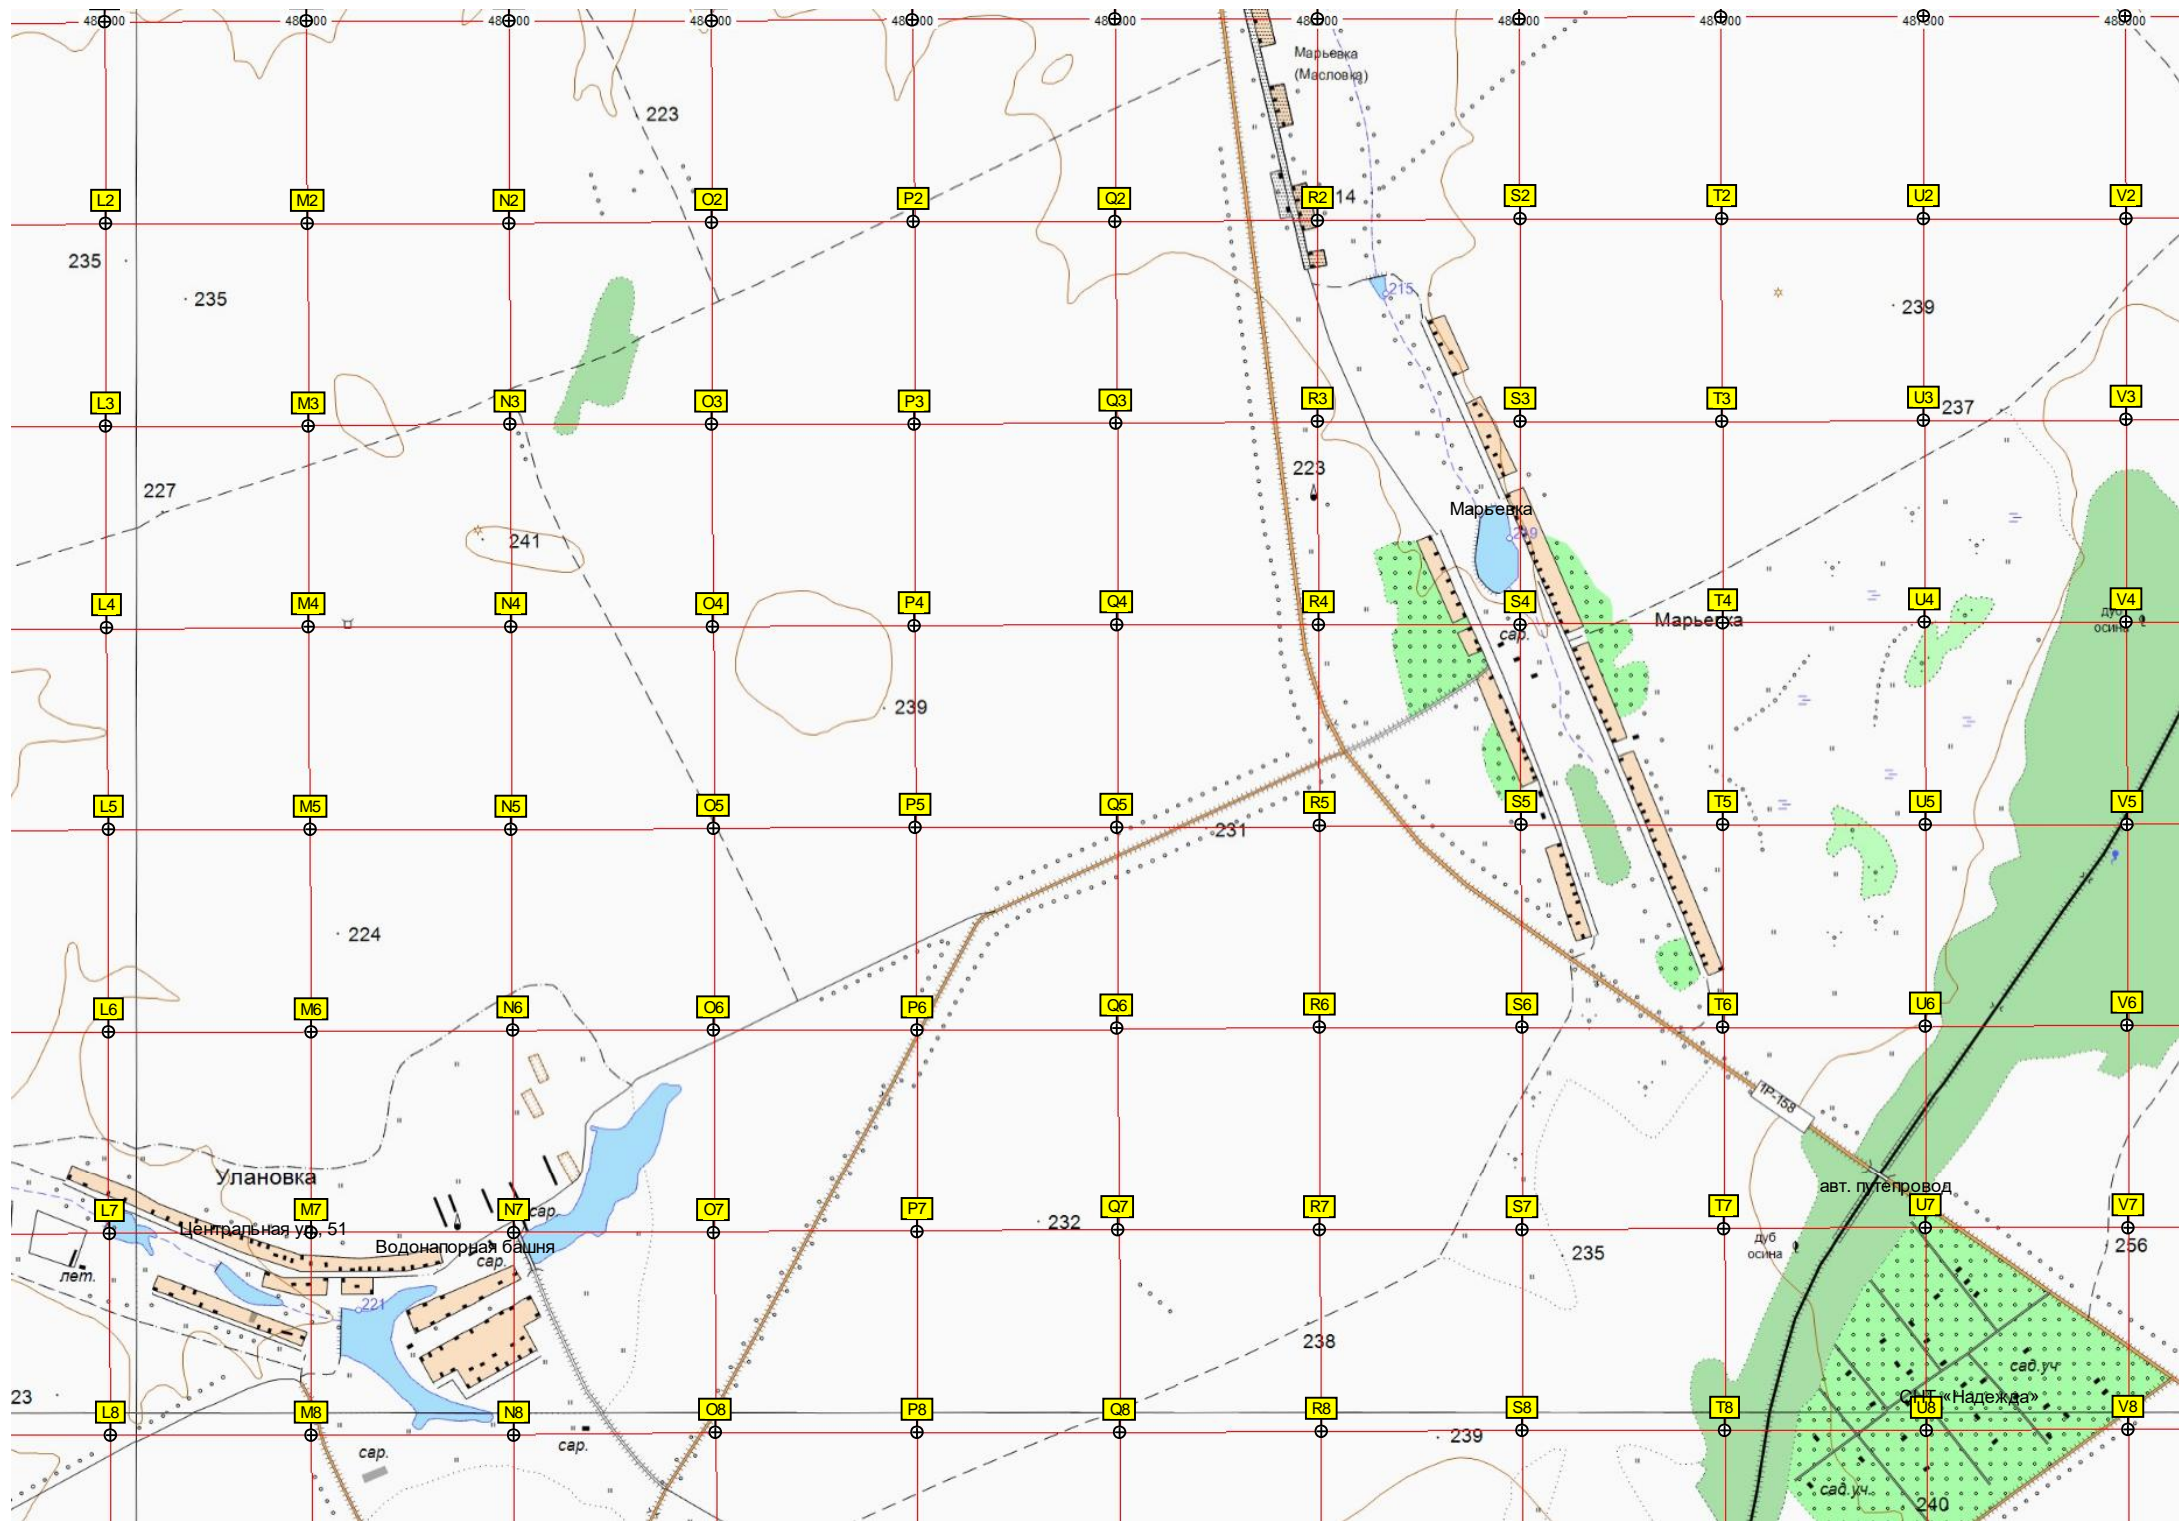 Марьевка
(Масловка)
223
L2 M2 N2 O2 P2 Q2 R2 14 S2 T2 U2 V2
235
235
215
239
L3 M3 N3 O3 P3 Q3 R3 S3 T3 U3 237 V3
223
227
Марьевка
241
L4 M4 N4 O4 P4 Q4 R4 S4 T4 U4 V4
сар.
Марьевка
дуб
осина
239
L5 M5 N5 O5 P5 Q5 R5 S5 T5 U5 V5
231
224
L6 M6 N6 O6 P6 Q6 R6 S6 T6 U6 V6
1Р-158
Улановка
авт. путепровод
L7 M7 N7 O7 P7 Q7 R7 S7 T7 U7 V7
сар.
232
Центральная ул, 51
Водонапорная башня
сар.
дуб
осина
235
256
лет.
221
238
сад.уч
23
СНТ «Надежда»
L8 M8 N8 O8 P8 Q8 R8 S8 T8 U8 V8
239
сар.
сар.
сад.уч.
240